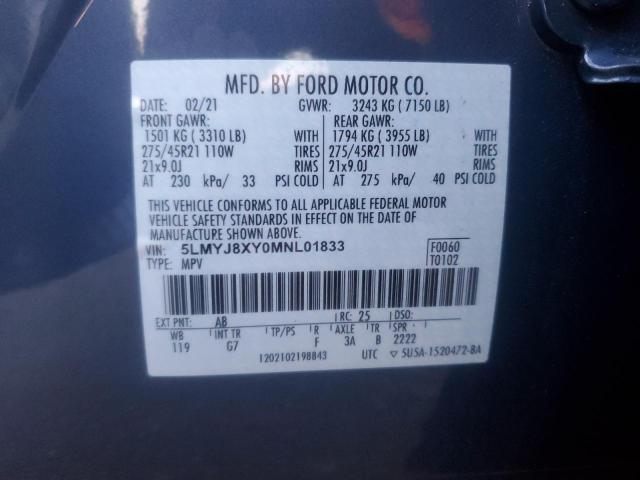 MFD. BY FORD MOTOR CO.
DATE: 02/21 GVWR: 3243 KG ( 7150 LB)
FRONT GAWR: REAR GAWR:
1501 KG ( 3310 LB) WITH 1794 KG ( 3955 LB) WITH
275/45R21 110W TIRES 275/45R21 110W TIRES
21x9.0J RIMS 21x9.0J RIMS
AT 230 kPa/ 33 PSI COLD AT 275 kPa/ 40 PSI COLD
THIS VEHICLE CONFORMS TO ALL APPLICABLE FEDERAL MOTOR
VEHICLE SAFETY STANDARDS IN EFFECT ON THE DATE OF
MANUFACTURE SHOWN ABOVE.
VIN: 5LMYJ8XY0MNL01833 F0060
TYPE: MPV T0102
EXT PNT: AB RC: 25 DSO:
WB INT TR TP/PS R AXLE TR SPR
119 G7 F 3A B 2222
I202102198843 UTC ▽ 5U5A-1520472-BA